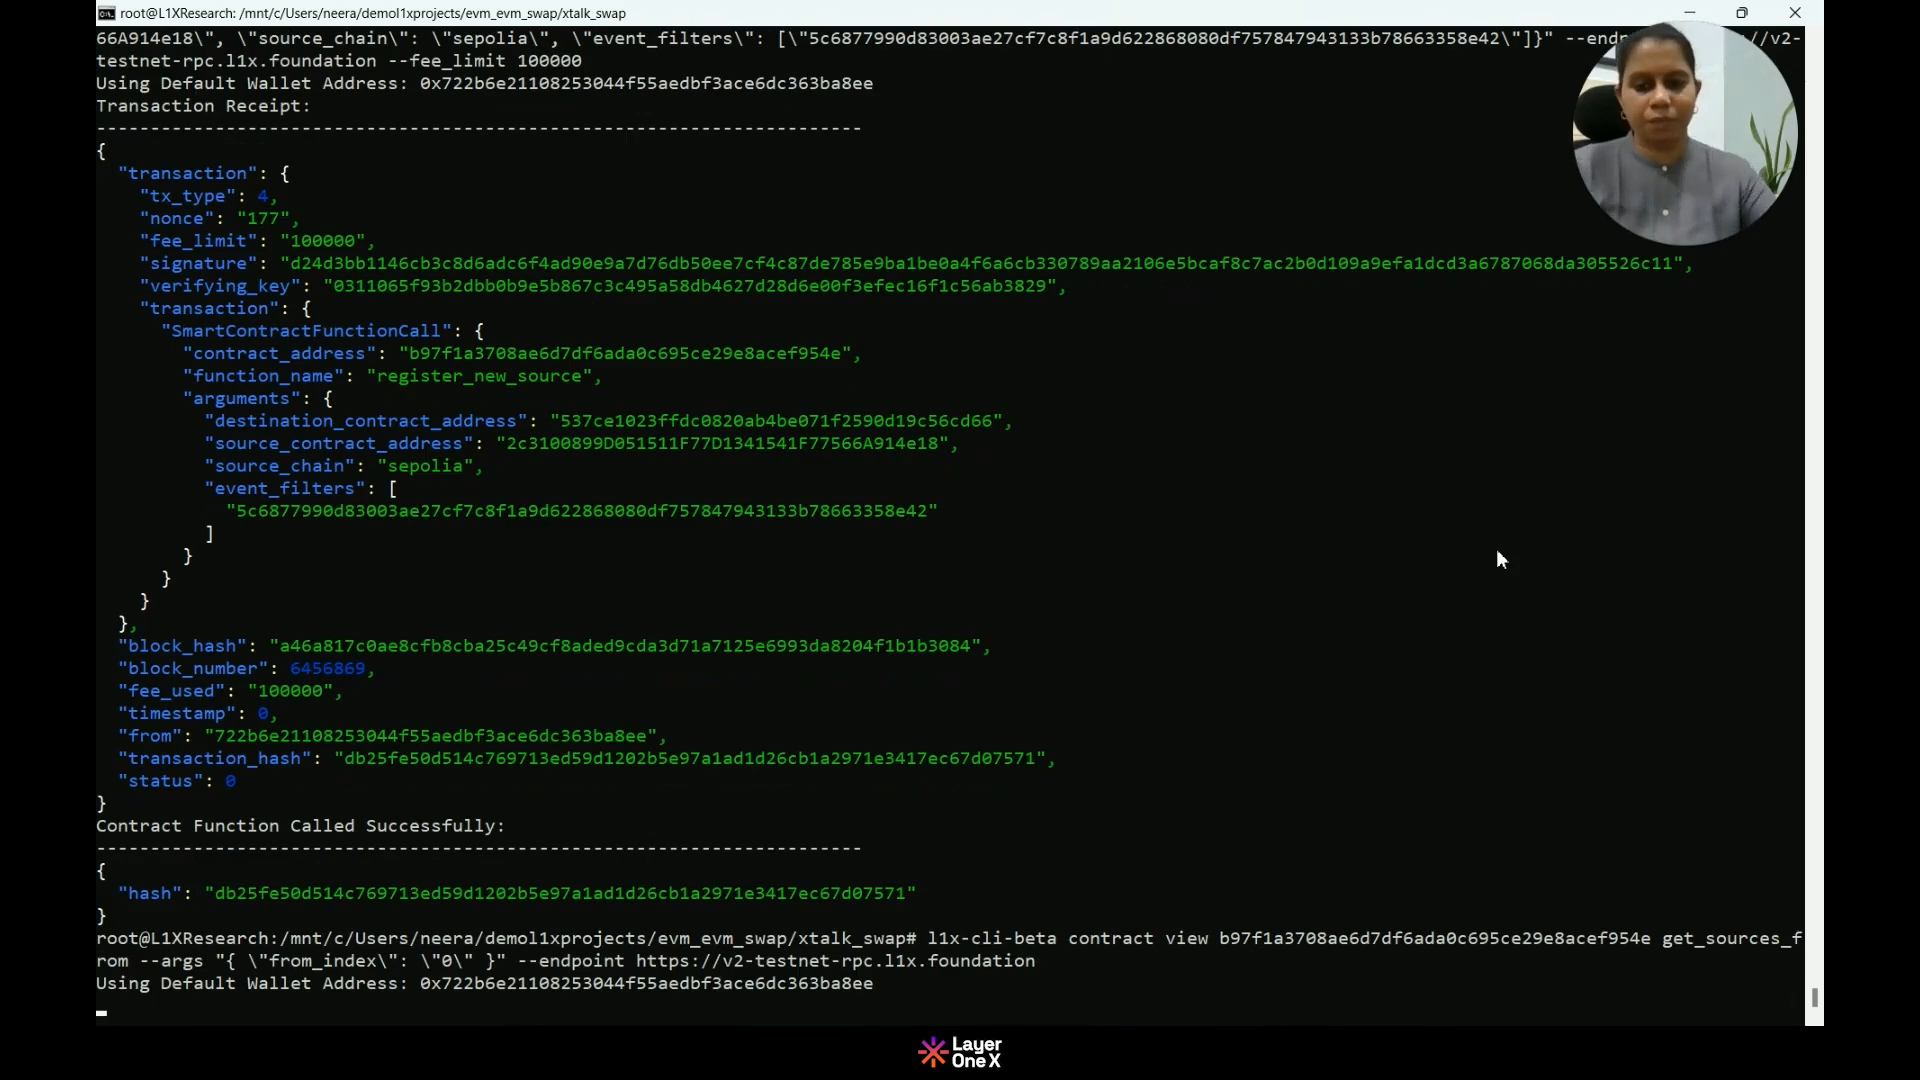 root@L1XResearch: /mnt/c/Users/neera/demol1xprojects/evm_evm_swap/xtalk_swap
66A914e18\", \"source_chain\": \"sepolia\", \"event_filters\": [\"5c6877990d83003ae27cf7c8f1a9d622868080df757847943133b78663358e42\"]}" --endp //v2-
testnet-rpc.l1x.foundation --fee_limit 100000
Using Default Wallet Address: 0x722b6e21108253044f55aedbf3ace6dc363ba8ee
Transaction Receipt:
-----------------------------------------------------------------------
{
"transaction": {
"tx_type": 4,
"nonce": "177",
"fee_limit": "100000",
"signature": "d24d3bb1146cb3c8d6adc6f4ad90e9a7d76db50ee7cf4c87de785e9ba1be0a4f6a6cb330789aa2106e5bcaf8c7ac2b0d109a9efa1dcd3a6787068da305526c11",
"verifying_key": "0311065f93b2dbb0b9e5b867c3c495a58db4627d28d6e00f3efec16f1c56ab3829",
"transaction": {
"SmartContractFunctionCall": {
"contract_address": "b97f1a3708ae6d7df6ada0c695ce29e8acef954e",
"function_name": "register_new_source",
"arguments": {
"destination_contract_address": "537ce1023ffdc0820ab4be071f2590d19c56cd66",
"source_contract_address": "2c3100899D051511F77D1341541F77566A914e18",
"source_chain": "sepolia",
"event_filters": [
"5c6877990d83003ae27cf7c8f1a9d622868080df757847943133b78663358e42"
]
}
}
}
},
"block_hash": "a46a817c0ae8cfb8cba25c49cf8aded9cda3d71a7125e6993da8204f1b1b3084",
"block_number": 6456869,
"fee_used": "100000",
"timestamp": 0,
"from": "722b6e21108253044f55aedbf3ace6dc363ba8ee",
"transaction_hash": "db25fe50d514c769713ed59d1202b5e97a1ad1d26cb1a2971e3417ec67d07571",
"status": 0
}
Contract Function Called Successfully:
-----------------------------------------------------------------------
{
"hash": "db25fe50d514c769713ed59d1202b5e97a1ad1d26cb1a2971e3417ec67d07571"
}
root@L1XResearch:/mnt/c/Users/neera/demol1xprojects/evm_evm_swap/xtalk_swap# l1x-cli-beta contract view b97f1a3708ae6d7df6ada0c695ce29e8acef954e get_sources_f
rom --args "{ \"from_index\": \"0\" }" --endpoint https://v2-testnet-rpc.l1x.foundation
Using Default Wallet Address: 0x722b6e21108253044f55aedbf3ace6dc363ba8ee
Layer
One X